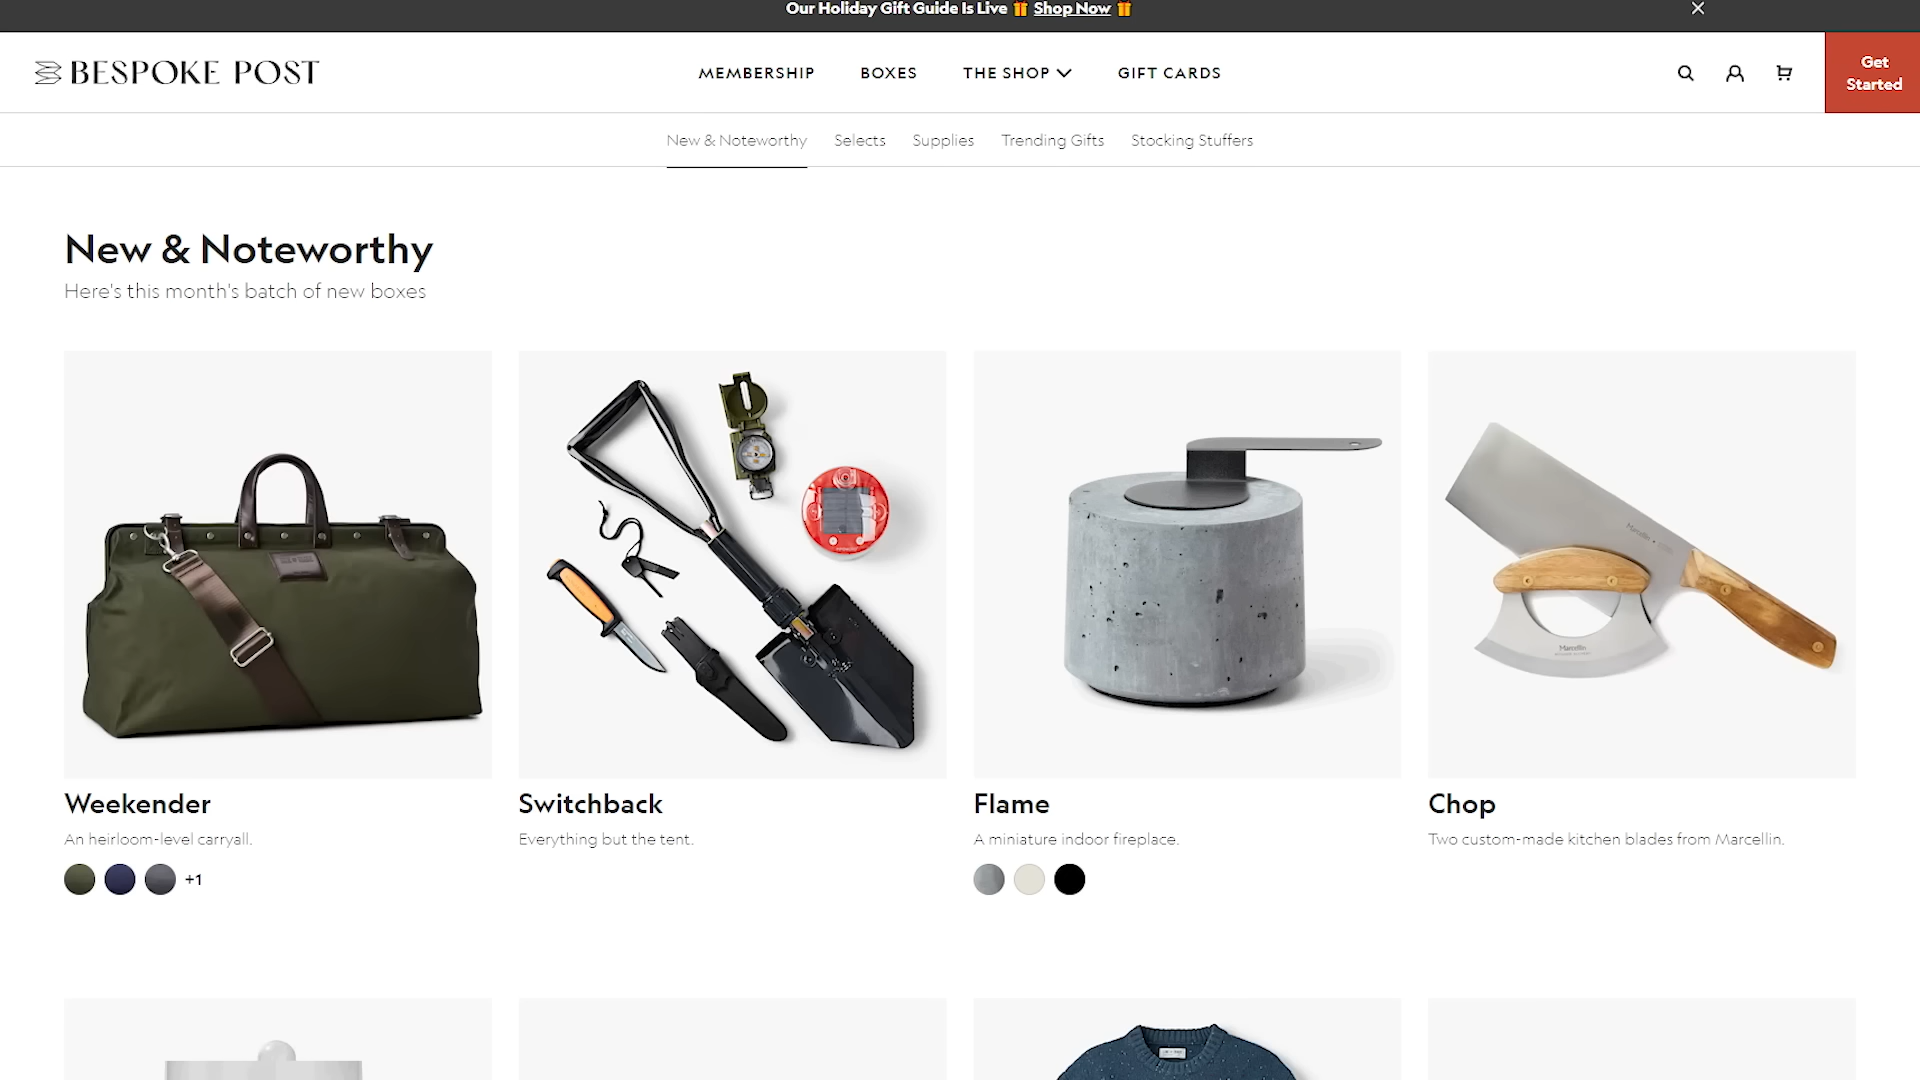 Our Holiday Gift Guide Is Live 🎁 Shop Now 🎁
BESPOKE POST
MEMBERSHIP
BOXES
THE SHOP
GIFT CARDS
Get
Started
New & Noteworthy
Selects
Supplies
Trending Gifts
Stocking Stuffers
New & Noteworthy
Here's this month's batch of new boxes
Marcellin
Marcellin
Weekender
Switchback
Flame
Chop
An heirloom-level carryall.
Everything but the tent.
A miniature indoor fireplace.
Two custom-made kitchen blades from Marcellin.
+1